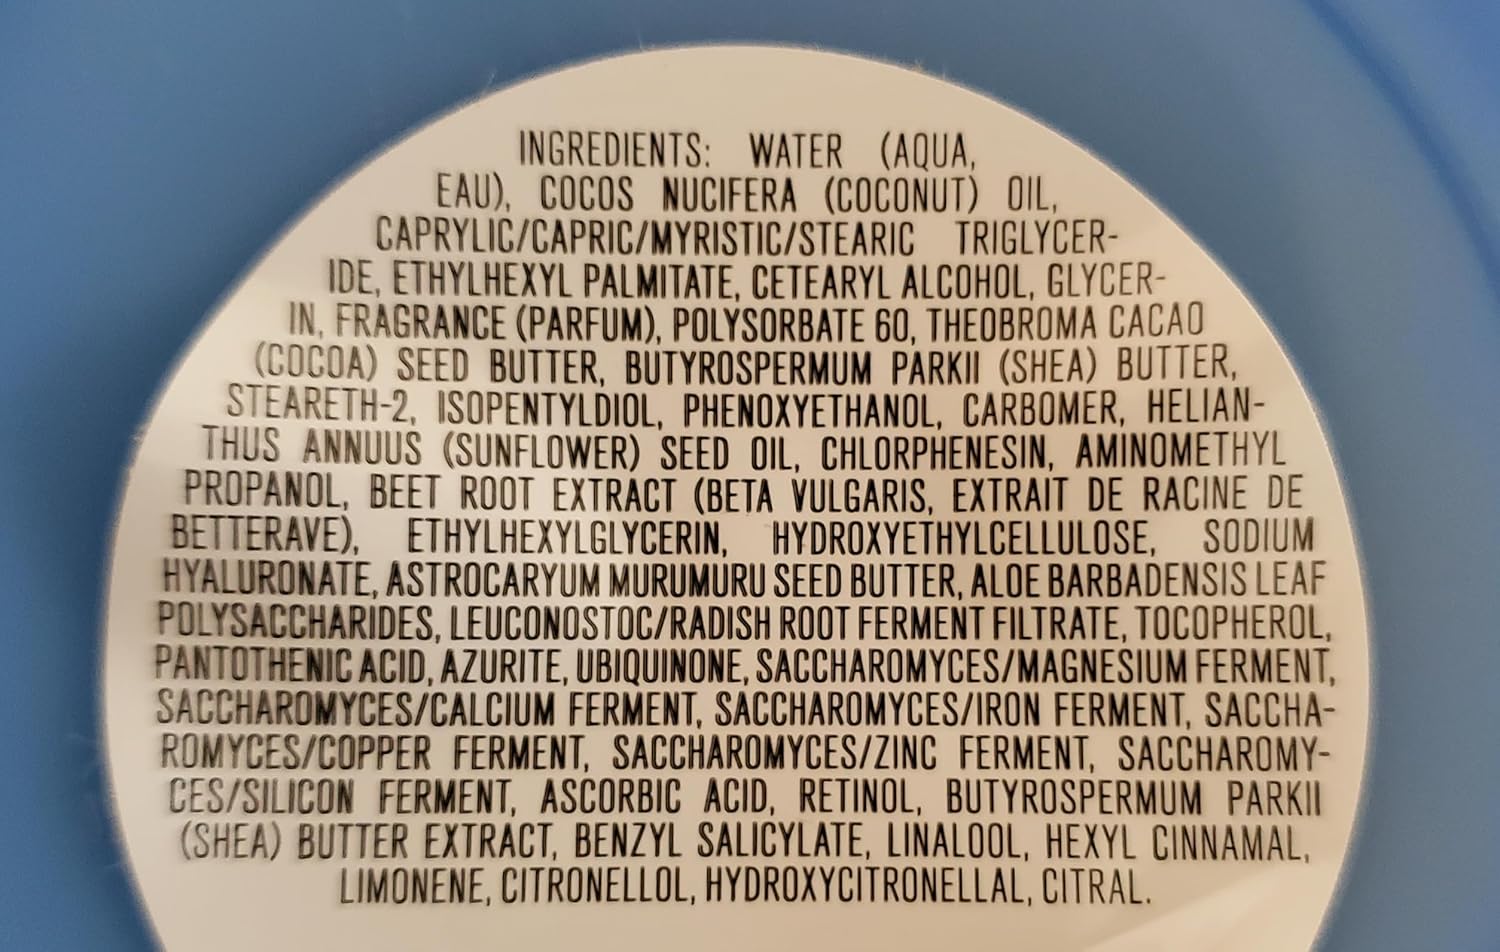 INGREDIENTS: WATER (AQUA,
EAU), COCOS NUCIFERA (COCONUT) OIL,
CAPRYLIC/CAPRIC/MYRISTIC/STEARIC TRIGLYCER-
IDE, ETHYLHEXYL PALMITATE, CETEARYL ALCOHOL, GLYCER-
IN, FRAGRANCE (PARFUM), POLYSORBATE 60, THEOBROMA CACAO
(COCOA) SEED BUTTER, BUTYROSPERMUM PARKII (SHEA) BUTTER,
STEARETH-2, ISOPENTYLDIOL, PHENOXYETHANOL, CARBOMER, HELIAN-
THUS ANNUUS (SUNFLOWER) SEED OIL, CHLORPHENESIN, AMINOMETHYL
PROPANOL, BEET ROOT EXTRACT (BETA VULGARIS, EXTRAIT DE RACINE DE
BETTERAVE), ETHYLHEXYLGLYCERIN, HYDROXYETHYLCELLULOSE, SODIUM
HYALURONATE, ASTROCARYUM MURUMURU SEED BUTTER, ALOE BARBADENSIS LEAF
POLYSACCHARIDES, LEUCONOSTOC/RADISH ROOT FERMENT FILTRATE, TOCOPHEROL,
PANTOTHENIC ACID, AZURITE, UBIQUINONE, SACCHAROMYCES/MAGNESIUM FERMENT,
SACCHAROMYCES/CALCIUM FERMENT, SACCHAROMYCES/IRON FERMENT, SACCHA-
ROMYCES/COPPER FERMENT, SACCHAROMYCES/ZINC FERMENT, SACCHAROMY-
CES/SILICON FERMENT, ASCORBIC ACID, RETINOL, BUTYROSPERMUM PARKII
(SHEA) BUTTER EXTRACT, BENZYL SALICYLATE, LINALOOL, HEXYL CINNAMAL,
LIMONENE, CITRONELLOL, HYDROXYCITRONELLAL, CITRAL.